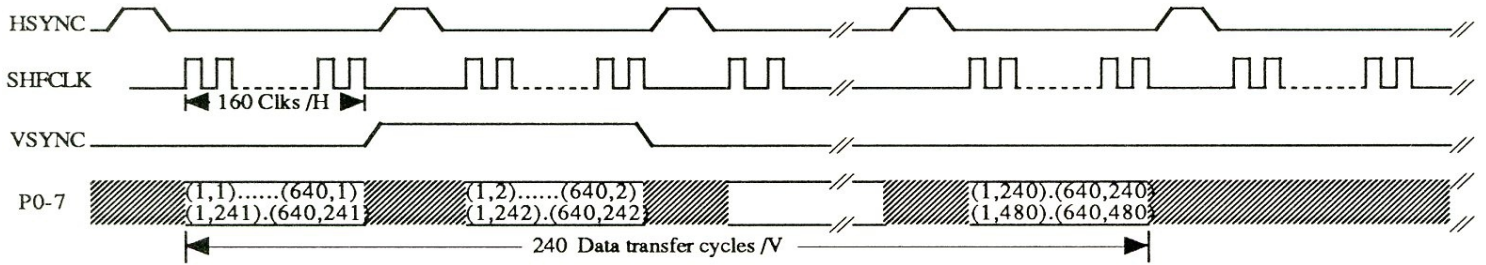 HSYNC
SHFCLK
160 Clks /H
VSYNC
P0-7
(1,1)......(640,1)
(1,241).(640,241)
(1,2)......(640,2)
(1,242).(640,242)
(1,240).(640,240)
(1,480).(640,480)
240 Data transfer cycles /V